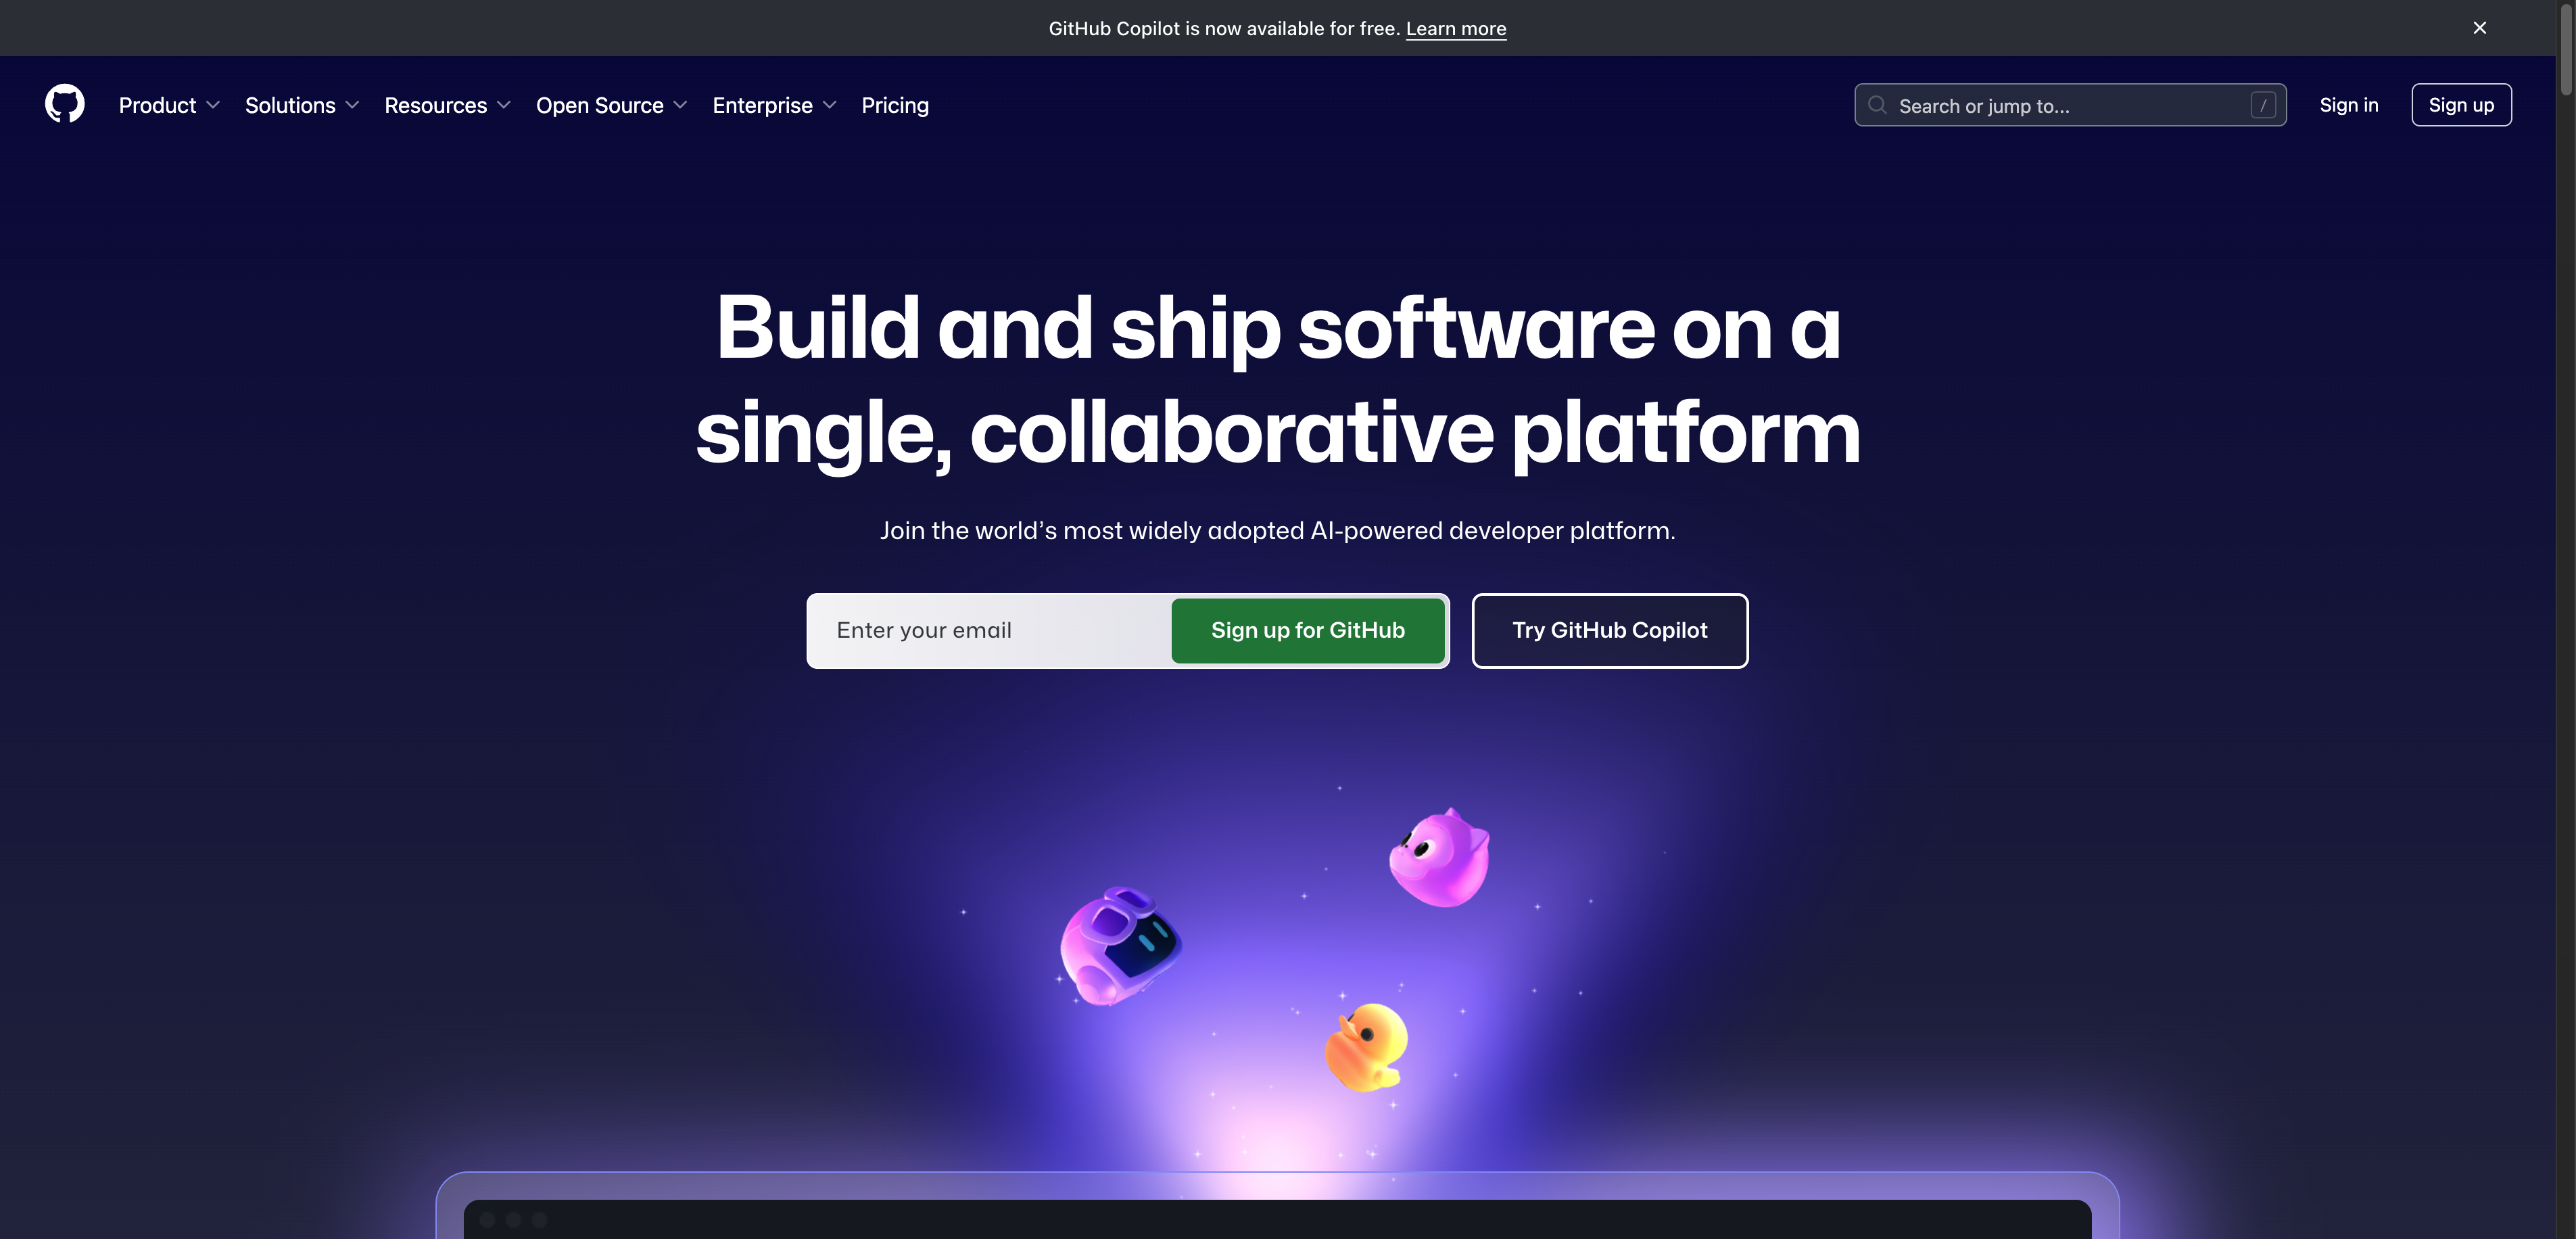 GitHub Copilot is now available for free. Learn more
Product Solutions Resources Open Source Enterprise Pricing Search or jump to... / Sign in Sign up
Build and ship software on a
single, collaborative platform
Join the world’s most widely adopted AI-powered developer platform.
Enter your email Sign up for GitHub Try GitHub Copilot